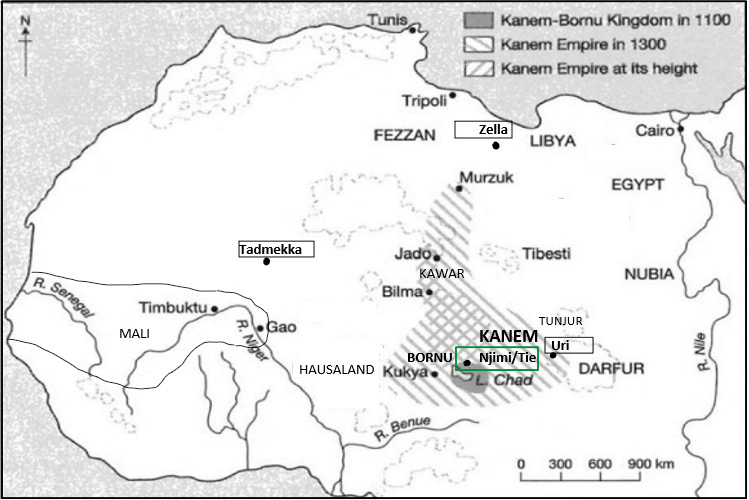 N
Tunis
Kanem-Bornu Kingdom in 1100
Kanem Empire in 1300
Kanem Empire at its height
Tripoli
FEZZAN
Zella
LIBYA
Cairo
Murzuk
EGYPT
Tadmekka
Jado
KAWAR
Tibesti
NUBIA
Bilma
R. Senegal
Timbuktu
MALI
Gao
R. Niger
TUNJUR
KANEM
Uri
BORNU
Njimi/Tie
HAUSALAND
Kukya
L. Chad
DARFUR
R. Nile
R. Benue
0 300 600 900 km